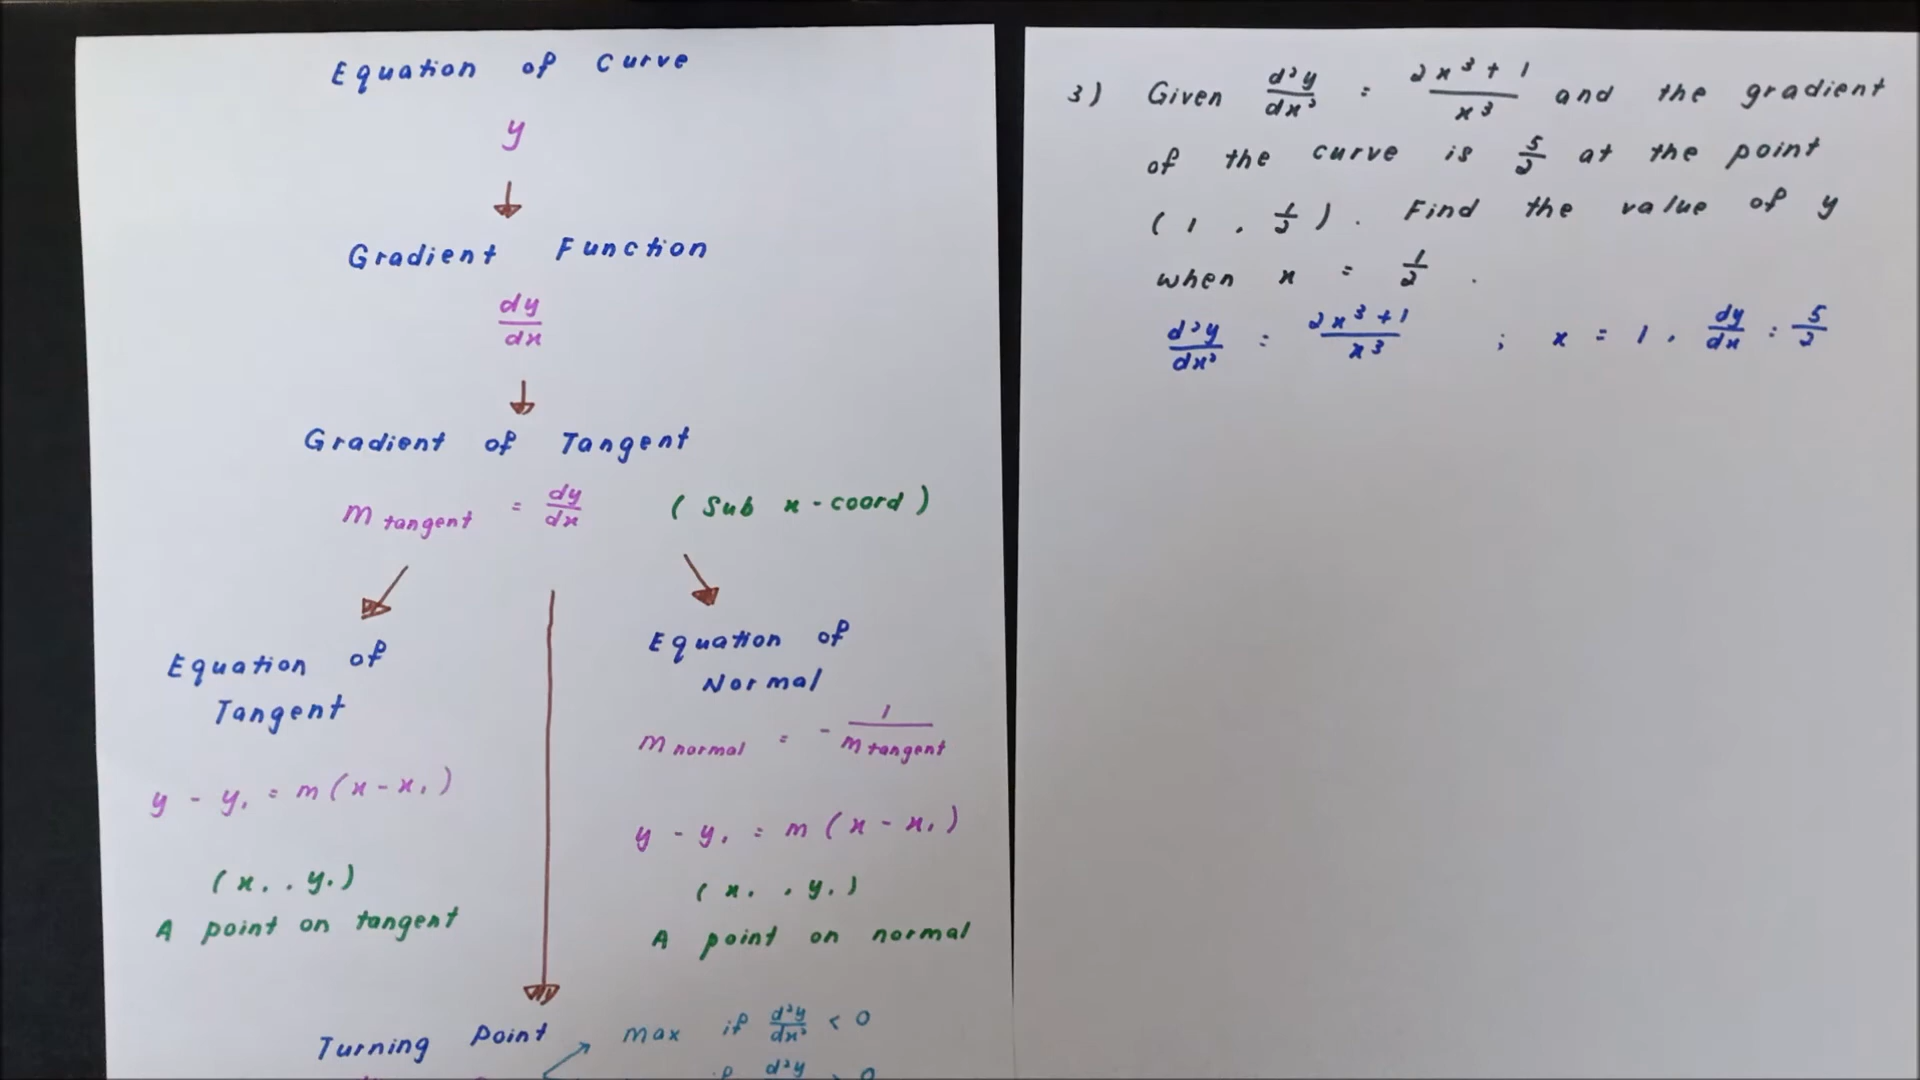 Equation of Curve
y
Gradient Function
dy/dx
Gradient of Tangent
m tangent = dy/dx (Sub x-coord)
Equation of
Tangent
y - y₁ = m(x - x₁)
(x₁, y₁)
A point on tangent
Equation of
Normal
m normal = - 1/m tangent
y - y₁ = m(x - x₁)
(x₁, y₁)
A point on normal
Turning Point
max if d²y/dx² < 0
d²y
3) Given d²y/dx² = (2x³ + 1)/x³ and the gradient
of the curve is 5/2 at the point
(1, 1/2). Find the value of y
when x = 1/2.
d²y/dx² = (2x³ + 1)/x³ ; x = 1, dy/dx = 5/2